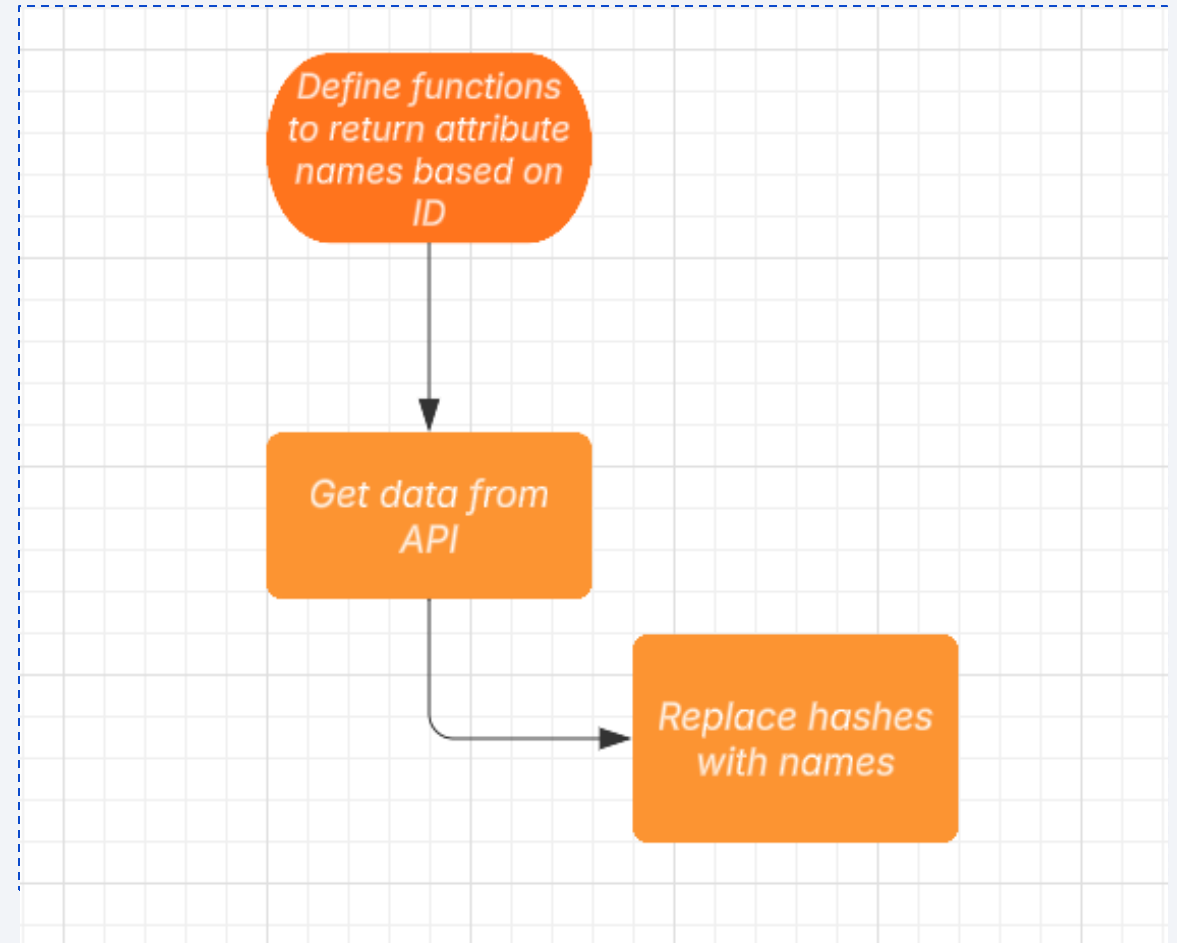 Define functions
to return attribute
names based on
ID
Get data from
API
Replace hashes
with names